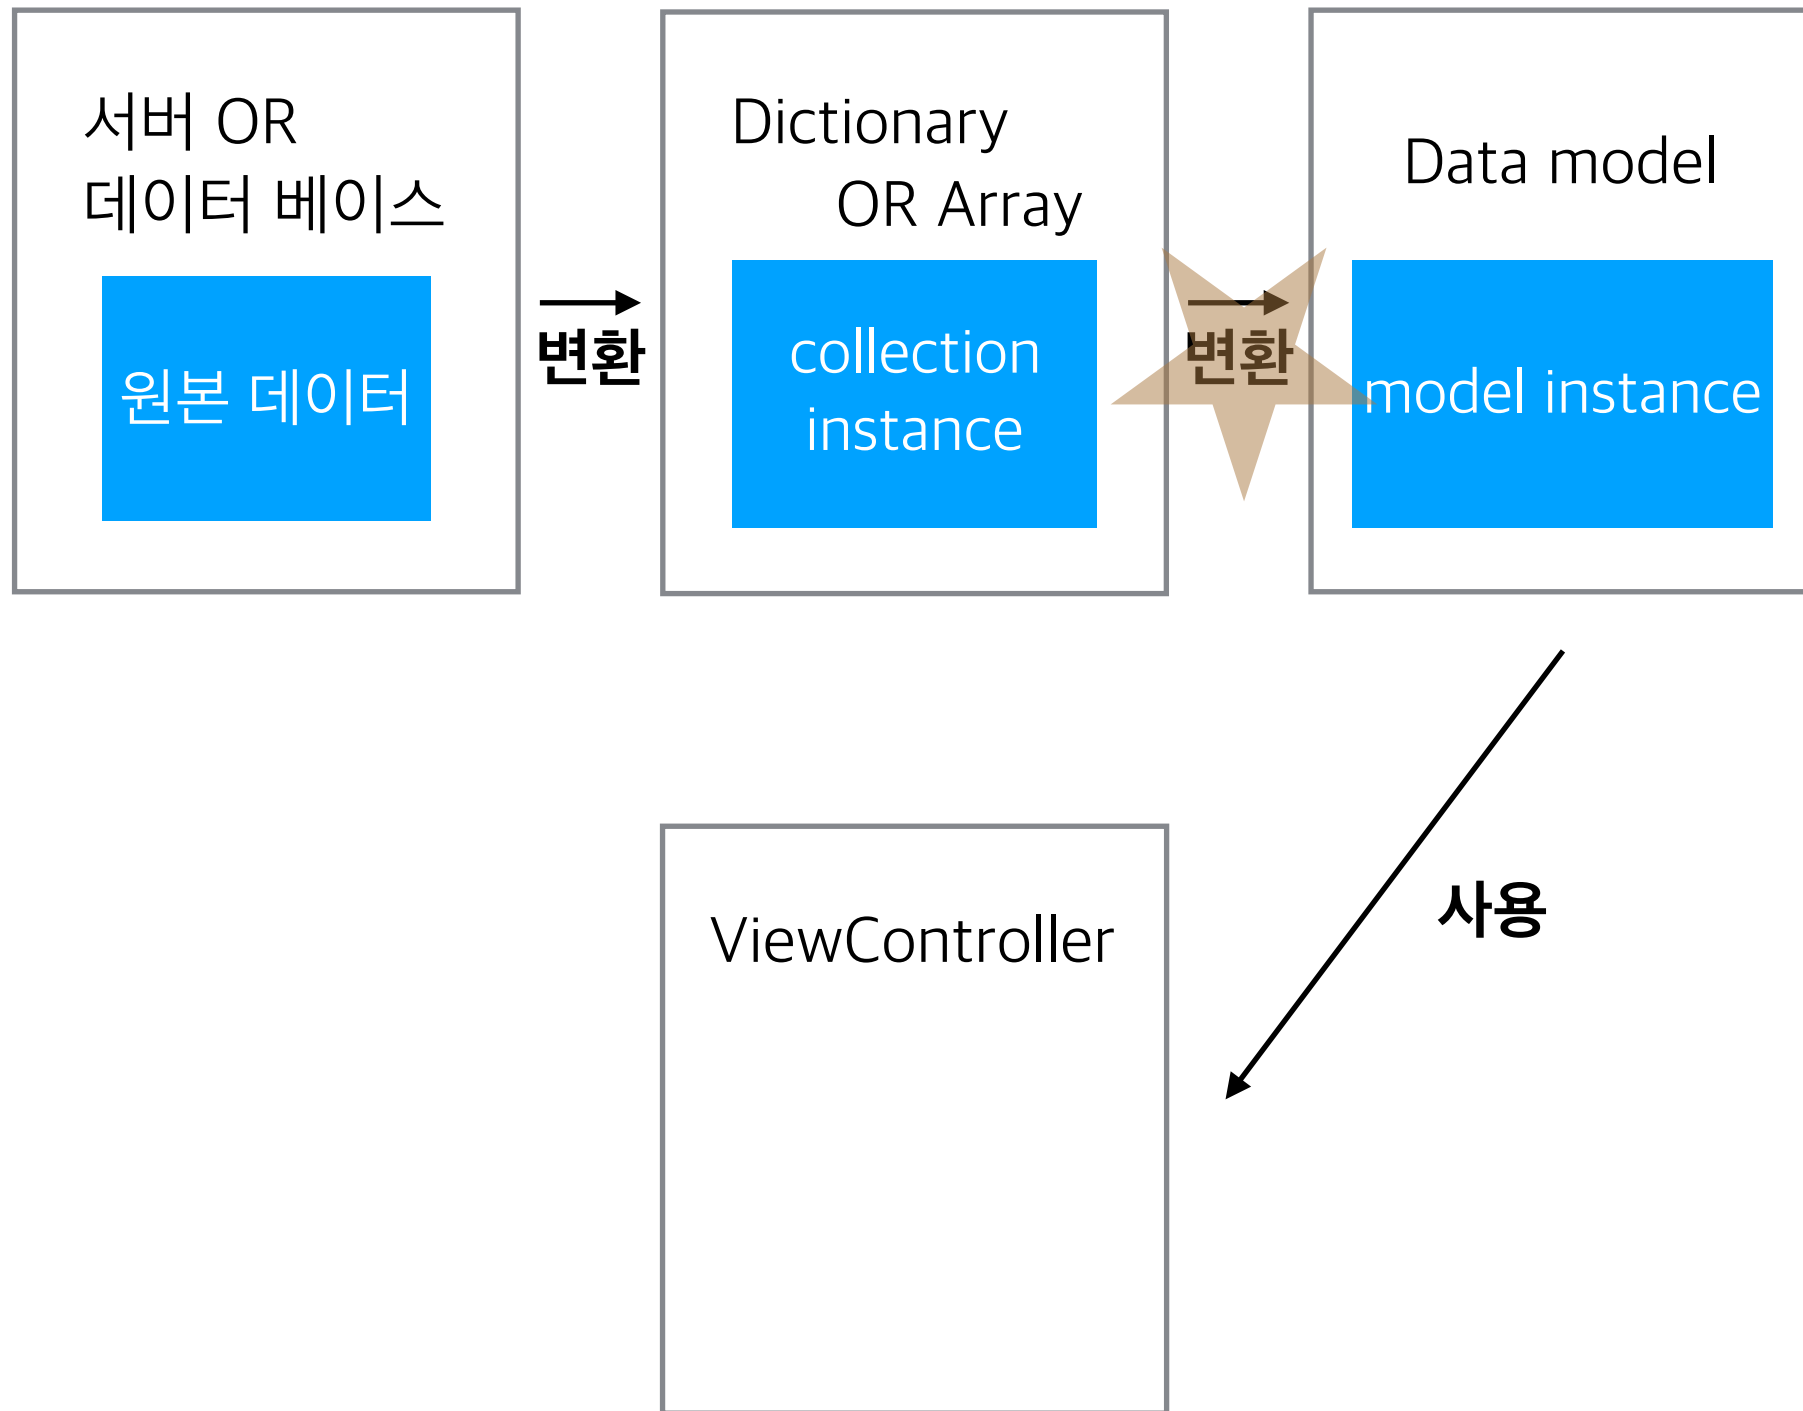 서버 OR
데이터 베이스
원본 데이터
변환
Dictionary
OR Array
collection
instance
변환
Data model
model instance
사용
ViewController